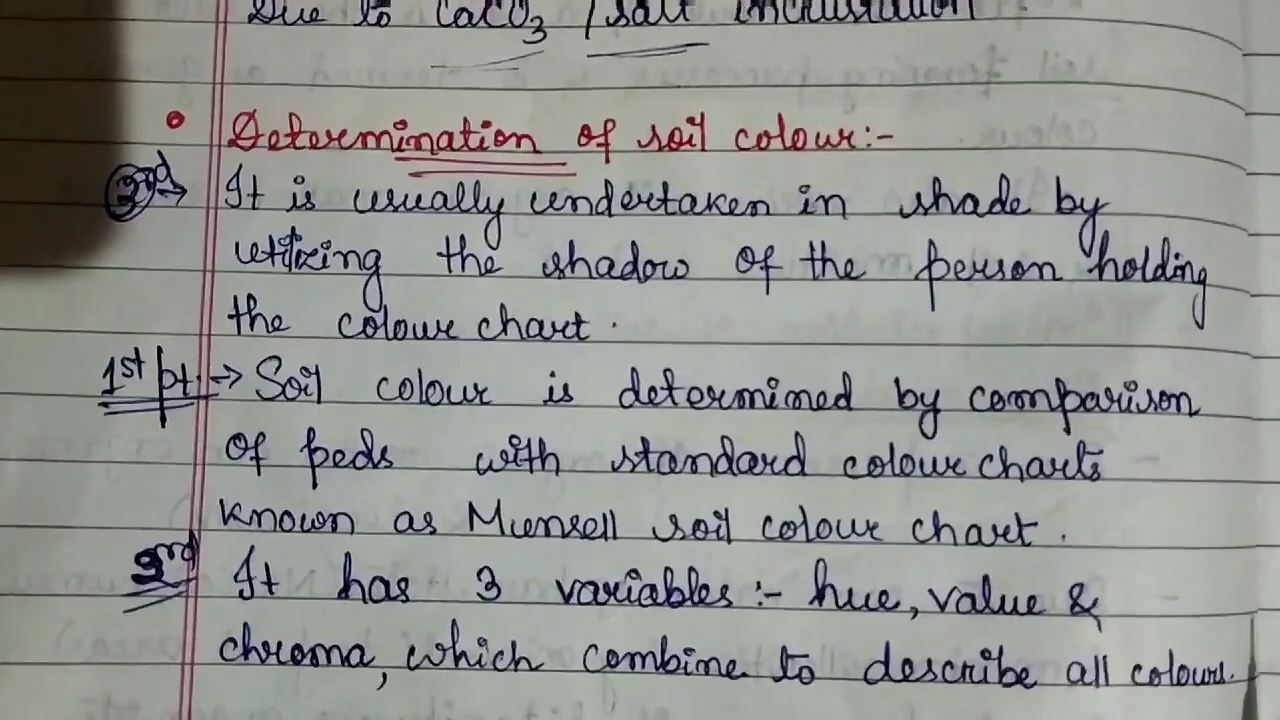 Due to CaCO3 / salt incrustation
• Determination of soil colour:-
3rd → It is usually undertaken in shade by
utilizing the shadow of the person holding
the colour chart.
1st pt. → Soil colour is determined by comparison
of peds with standard colour charts
known as Munsell soil colour chart.
It has 3 variables:- hue, value &
chroma, which combine to describe all colours.